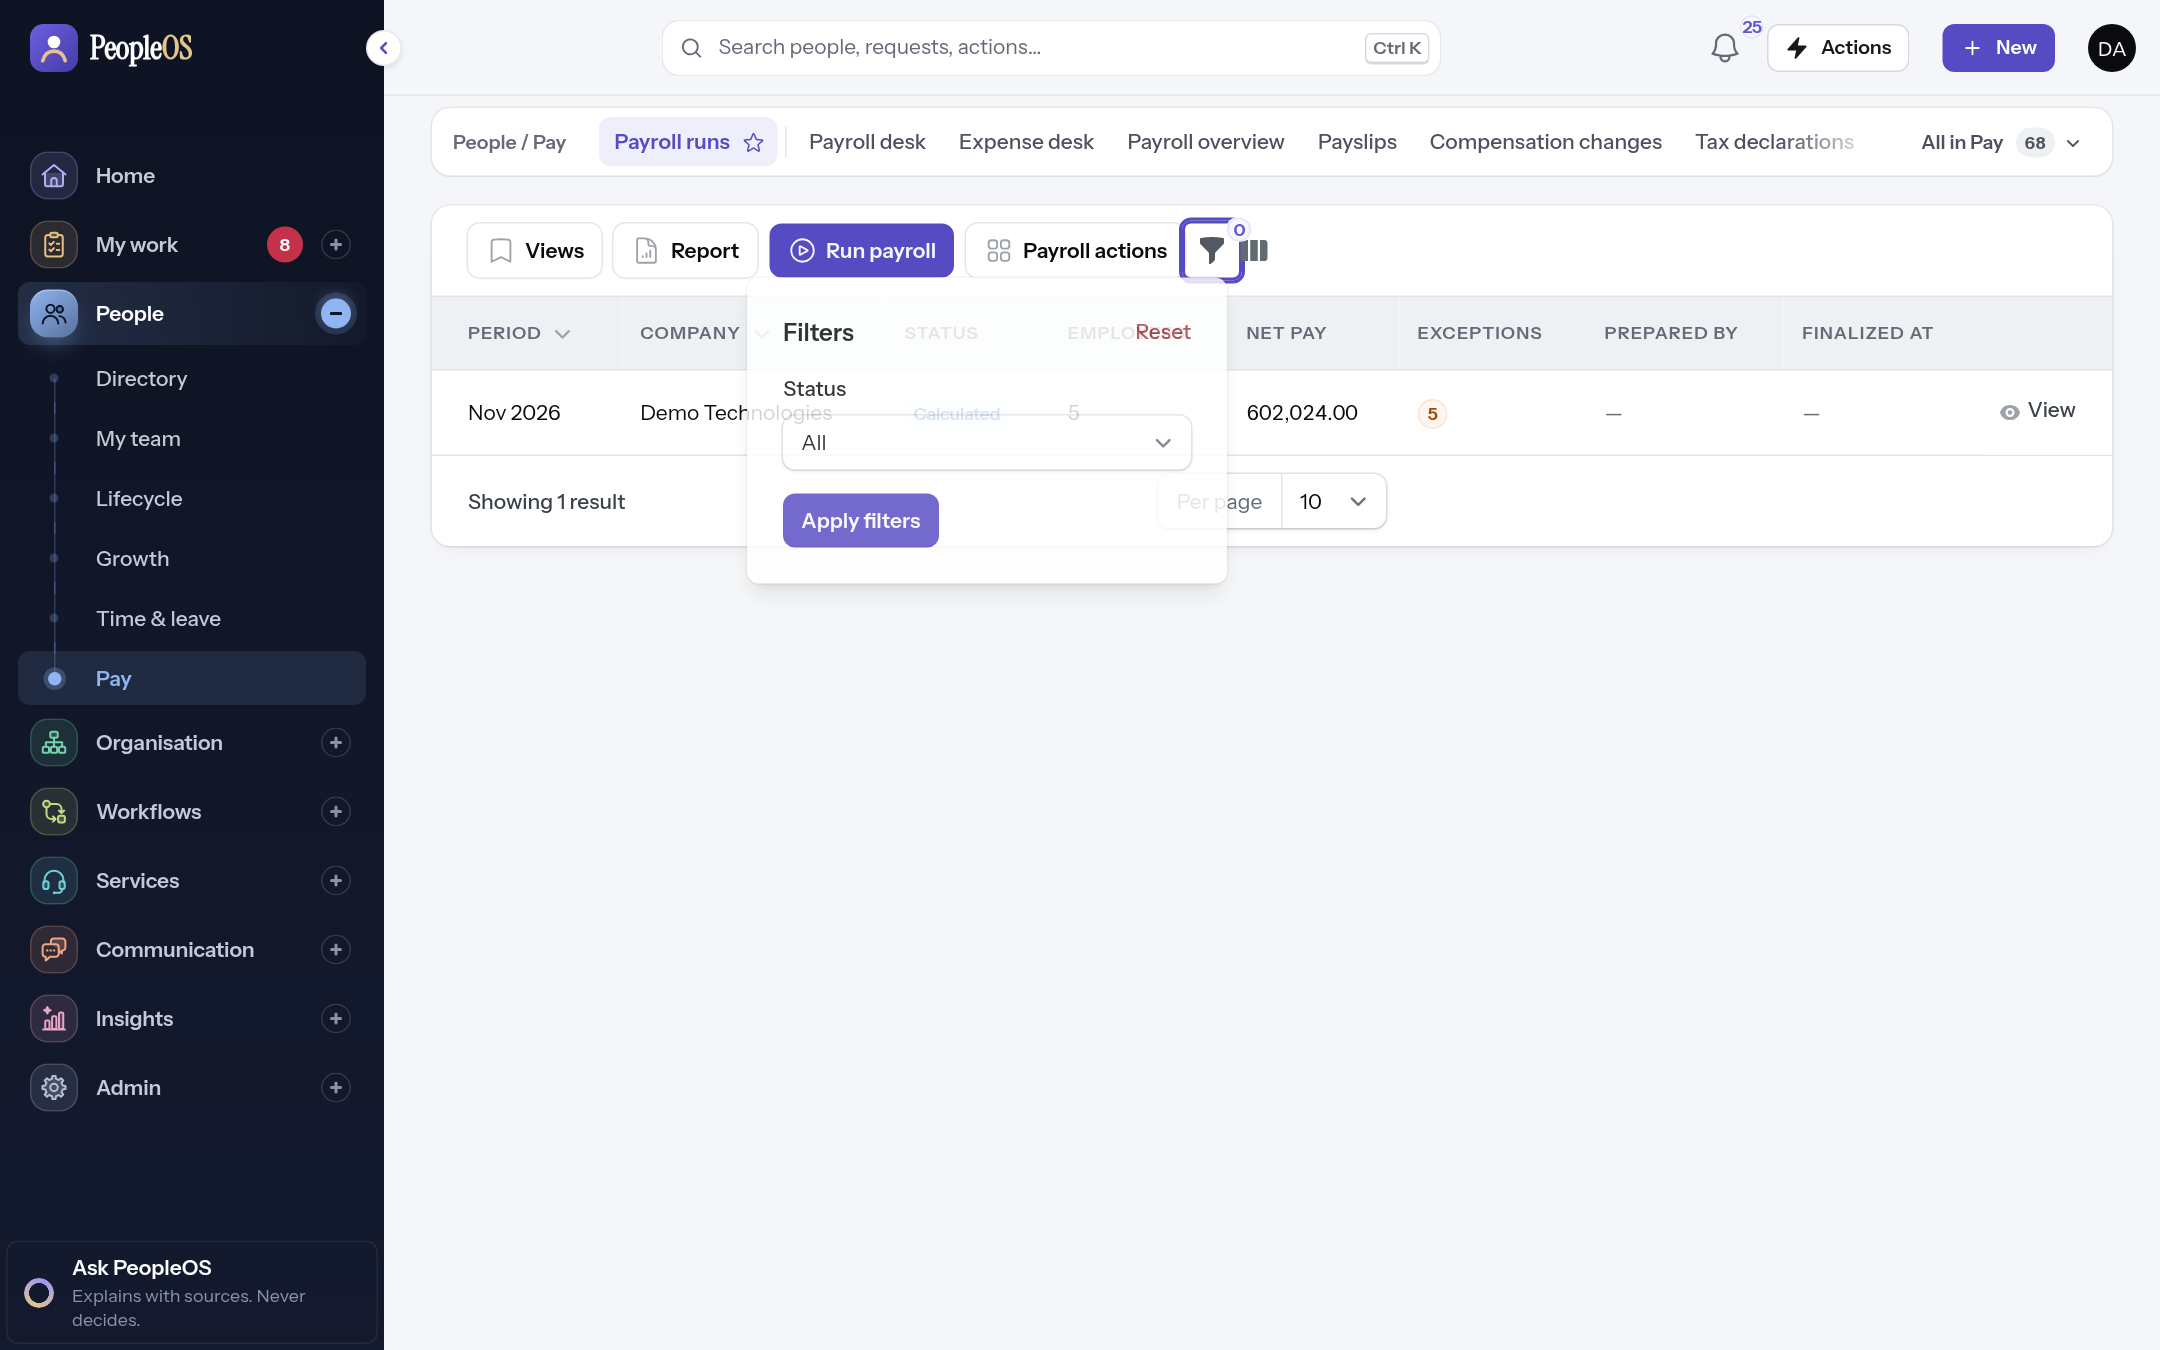 PeopleOS
Search people, requests, actions...
Ctrl K
25
Actions
New
DA
Home
My work
8
People
Directory
My team
Lifecycle
Growth
Time & leave
Pay
Organisation
Workflows
Services
Communication
Insights
Admin
Ask PeopleOS
Explains with sources. Never
decides.
People / Pay
Payroll runs
Payroll desk
Expense desk
Payroll overview
Payslips
Compensation changes
Tax declarations
All in Pay
68
Views
Report
Run payroll
Payroll actions
0
PERIOD
COMPANY
STATUS
EMPLO
NET PAY
EXCEPTIONS
PREPARED BY
FINALIZED AT
Nov 2026
Demo Technologies
Calculated
5
602,024.00
5
—
—
View
Showing 1 result
Per page
10
Filters
Reset
Status
All
Apply filters